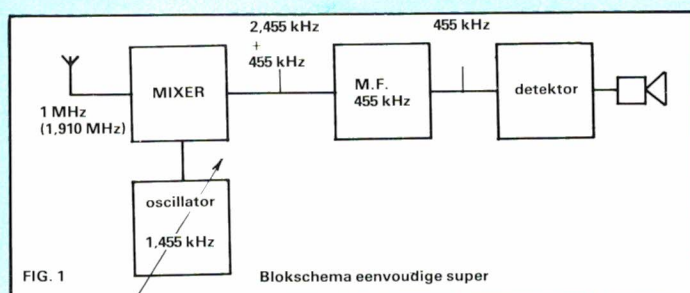 2,455 kHz
+
455 kHz
455 kHz
MIXER
M.F.
455 kHz
detektor
1 MHz
(1,910 MHz)
oscillator
1,455 kHz
FIG. 1
Blokschema eenvoudige super